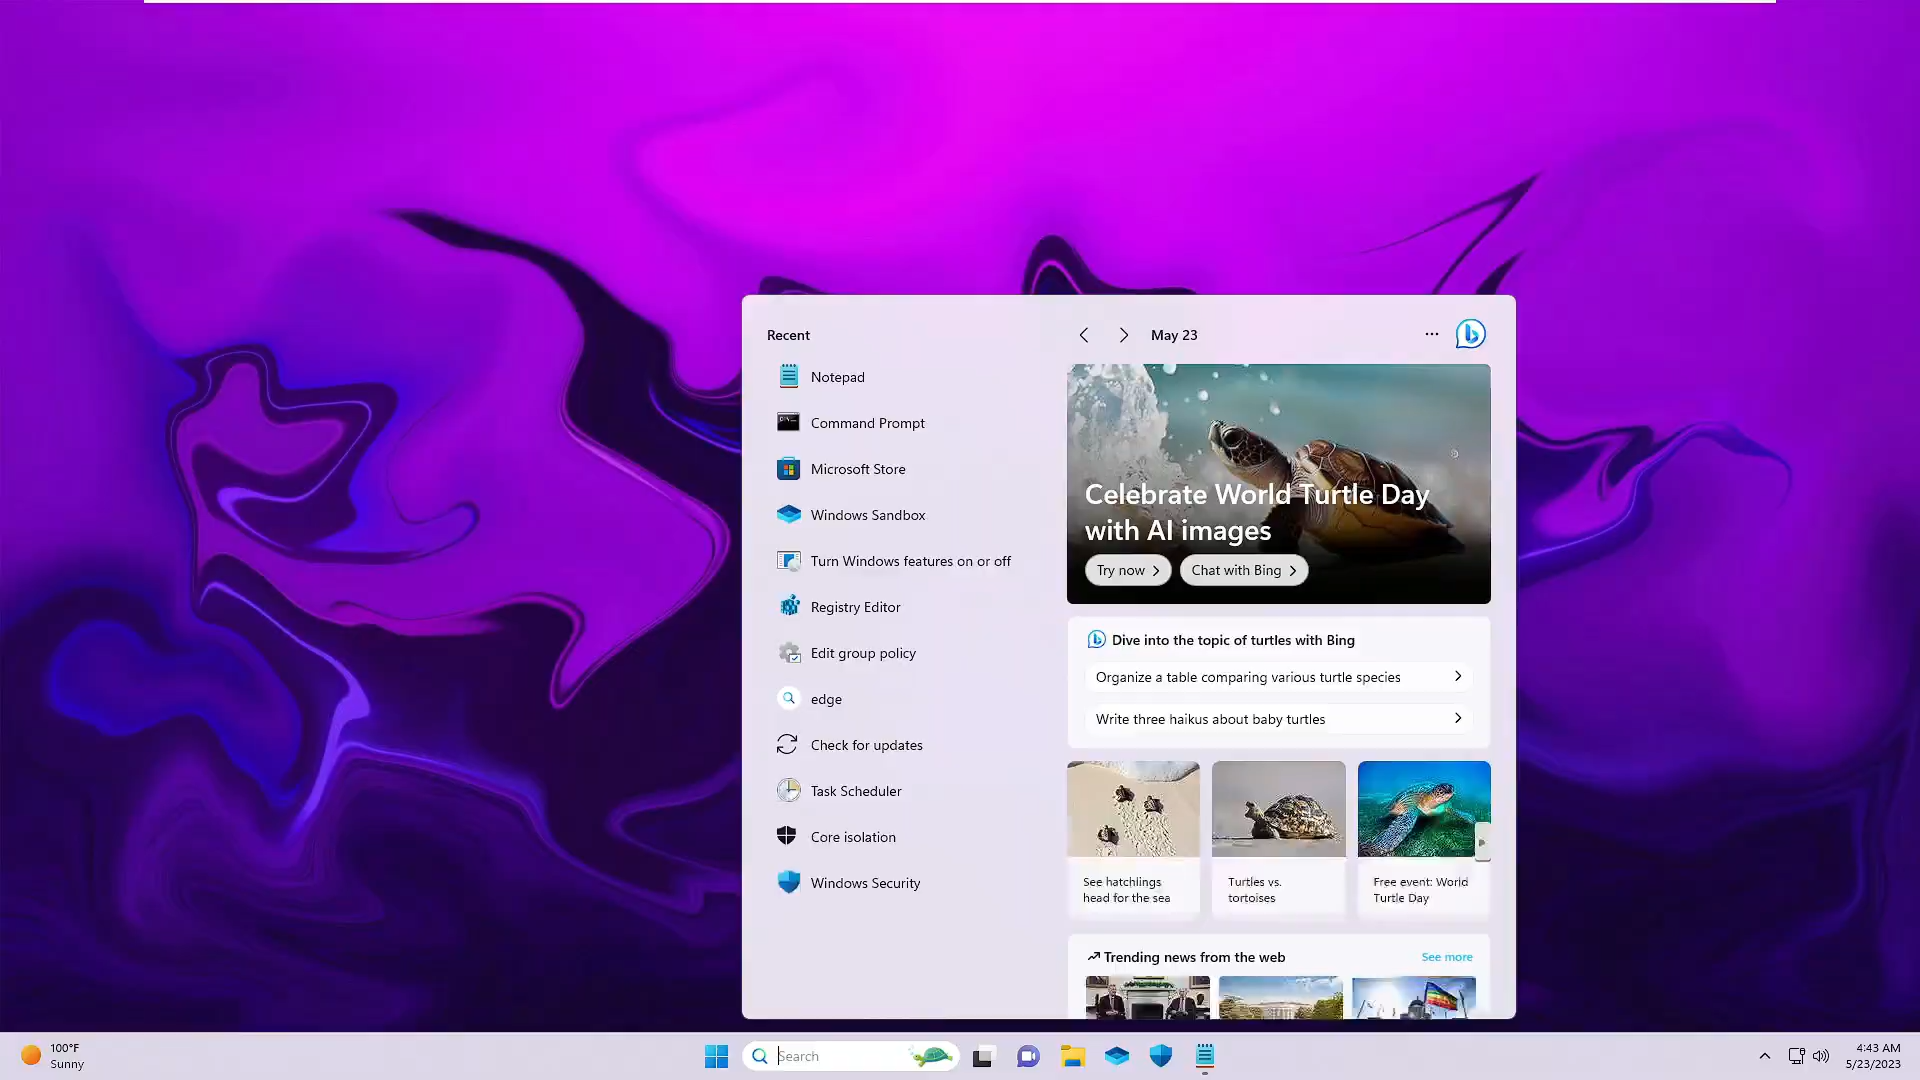 Recent
Notepad
Command Prompt
Microsoft Store
Windows Sandbox
Turn Windows features on or off
Registry Editor
Edit group policy
edge
Check for updates
Task Scheduler
Core isolation
Windows Security
May 23
Celebrate World Turtle Day
with AI images
Try now
Chat with Bing
Dive into the topic of turtles with Bing
Organize a table comparing various turtle species
Write three haikus about baby turtles
See hatchlings
head for the sea
Turtles vs.
tortoises
Free event: World
Turtle Day
Trending news from the web
See more
100°F
Sunny
Search
4:43 AM
5/23/2023